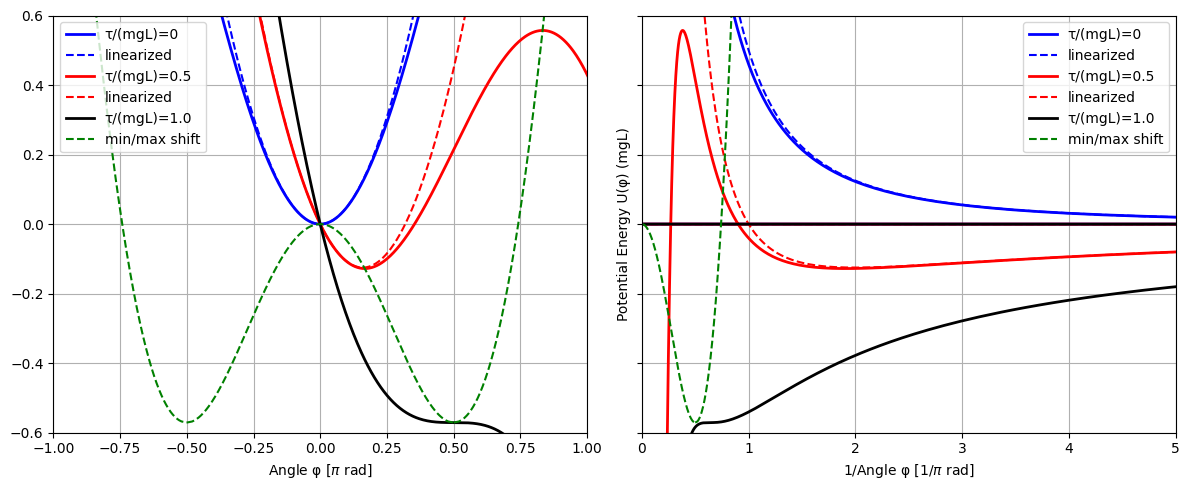 τ/(mgL)=0
linearized
τ/(mgL)=0.5
linearized
τ/(mgL)=1.0
min/max shift
0.6
0.4
0.2
0.0
−0.2
−0.4
−0.6
−1.00 −0.75 −0.50 −0.25 0.00 0.25 0.50 0.75 1.00
Angle φ [π rad]
τ/(mgL)=0
linearized
τ/(mgL)=0.5
linearized
τ/(mgL)=1.0
min/max shift
Potential Energy U(φ) (mgL)
0 1 2 3 4 5
1/Angle φ [1/π rad]